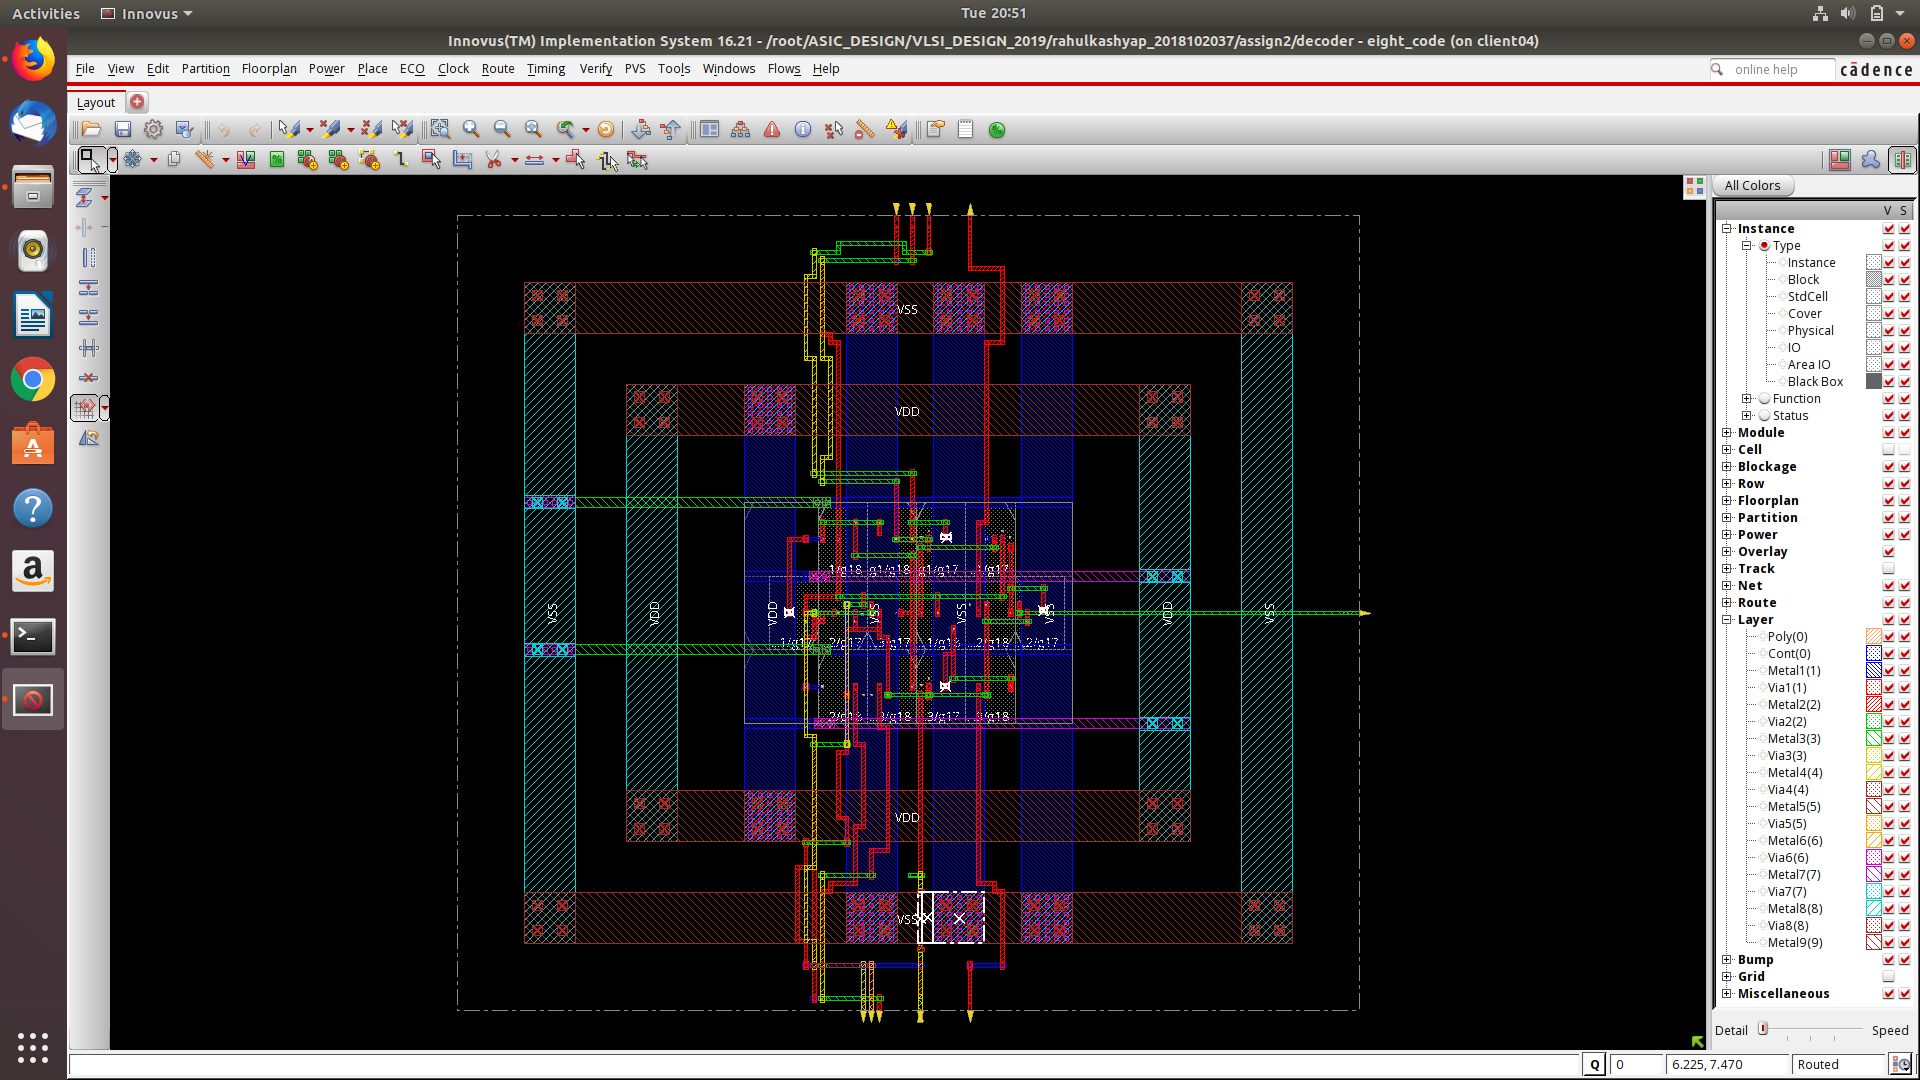 Activities Innovus Tue 20:51
Innovus(TM) Implementation System 16.21 - /root/ASIC_DESIGN/VLSI_DESIGN_2019/rahulkashyap_2018102037/assign2/decoder - eight_code (on client04)
File View Edit Partition Floorplan Power Place ECO Clock Route Timing Verify PVS Tools Windows Flows Help online help cādence
Layout
All Colors
V S
Instance
Type
Instance
Block
StdCell
Cover
Physical
IO
Area IO
Black Box
Function
Status
Module
Cell
Blockage
Row
Floorplan
Partition
Power
Overlay
Track
Net
Route
Layer
Poly(0)
Cont(0)
Metal1(1)
Via1(1)
Metal2(2)
Via2(2)
Metal3(3)
Via3(3)
Metal4(4)
Via4(4)
Metal5(5)
Via5(5)
Metal6(6)
Via6(6)
Metal7(7)
Via7(7)
Metal8(8)
Via8(8)
Metal9(9)
Bump
Grid
Miscellaneous
Detail Speed
VSS
VDD
1/g18 g1/g18 g1/g17 1/g17
VSS VDD VDD VSS VSS VSS VDD VSS
1/g17 2/g17 1/g17 1/g18 2/g18 2/g17
3/g18 3/g17 3/g18
VDD
VSS
Q 0 6.225, 7.470 Routed